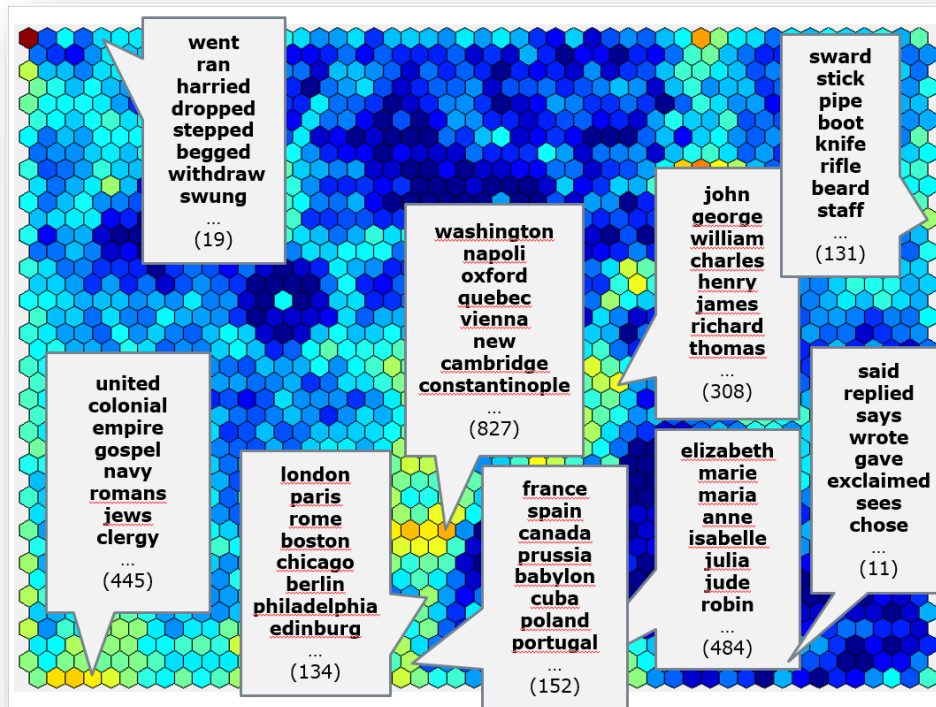 went
ran
harried
dropped
stepped
begged
withdraw
swung
...
(19)
sward
stick
pipe
boot
knife
rifle
beard
staff
...
(131)
john
george
william
charles
henry
james
richard
thomas
...
(308)
washington
napoli
oxford
quebec
vienna
new
cambridge
constantinople
...
(827)
united
colonial
empire
gospel
navy
romans
jews
clergy
...
(445)
london
paris
rome
boston
chicago
berlin
philadelphia
edinburg
...
(134)
france
spain
canada
prussia
babylon
cuba
poland
portugal
...
(152)
elizabeth
marie
maria
anne
isabelle
julia
jude
robin
...
(484)
said
replied
says
wrote
gave
exclaimed
sees
chose
...
(11)